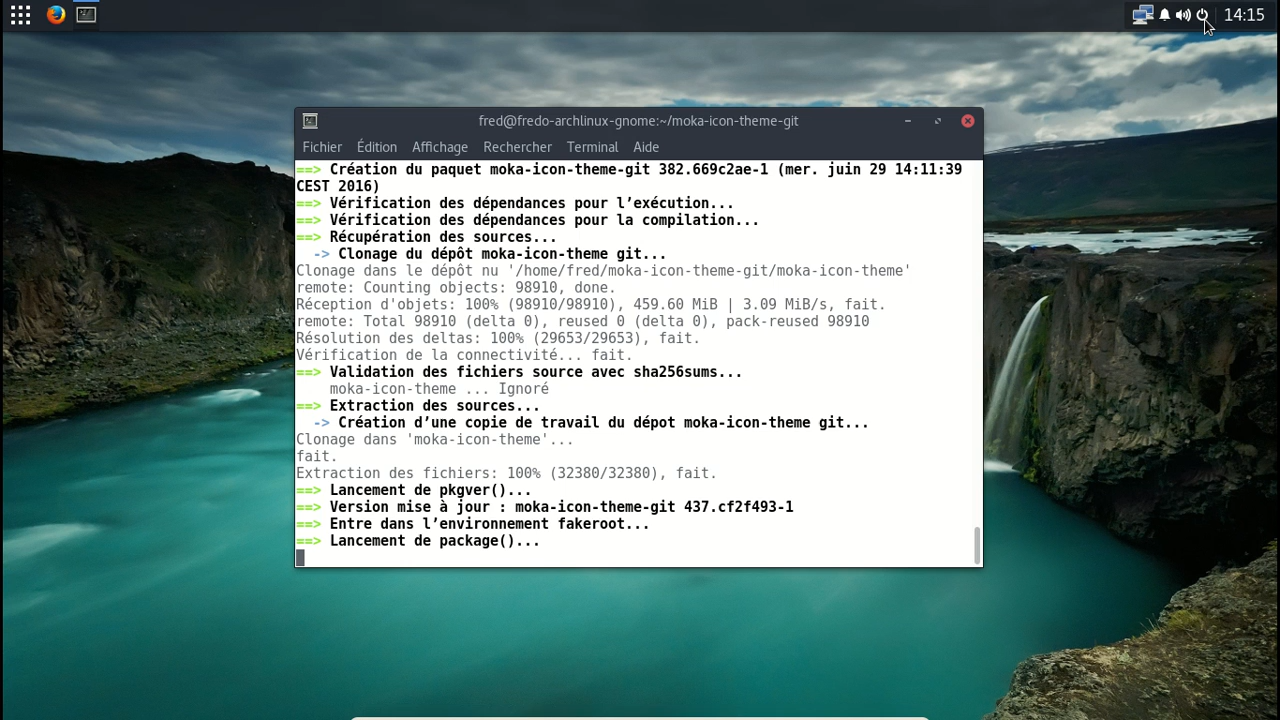 14:15
fred@fredo-archlinux-gnome:~/moka-icon-theme-git
Fichier Édition Affichage Rechercher Terminal Aide
==> Création du paquet moka-icon-theme-git 382.669c2ae-1 (mer. juin 29 14:11:39
CEST 2016)
==> Vérification des dépendances pour l’exécution...
==> Vérification des dépendances pour la compilation...
==> Récupération des sources...
-> Clonage du dépôt moka-icon-theme git...
Clonage dans le dépôt nu '/home/fred/moka-icon-theme-git/moka-icon-theme'
remote: Counting objects: 98910, done.
Réception d'objets: 100% (98910/98910), 459.60 MiB | 3.09 MiB/s, fait.
remote: Total 98910 (delta 0), reused 0 (delta 0), pack-reused 98910
Résolution des deltas: 100% (29653/29653), fait.
Vérification de la connectivité... fait.
==> Validation des fichiers source avec sha256sums...
moka-icon-theme ... Ignoré
==> Extraction des sources...
-> Création d’une copie de travail du dépot moka-icon-theme git...
Clonage dans 'moka-icon-theme'...
fait.
Extraction des fichiers: 100% (32380/32380), fait.
==> Lancement de pkgver()...
==> Version mise à jour : moka-icon-theme-git 437.cf2f493-1
==> Entre dans l’environnement fakeroot...
==> Lancement de package()...